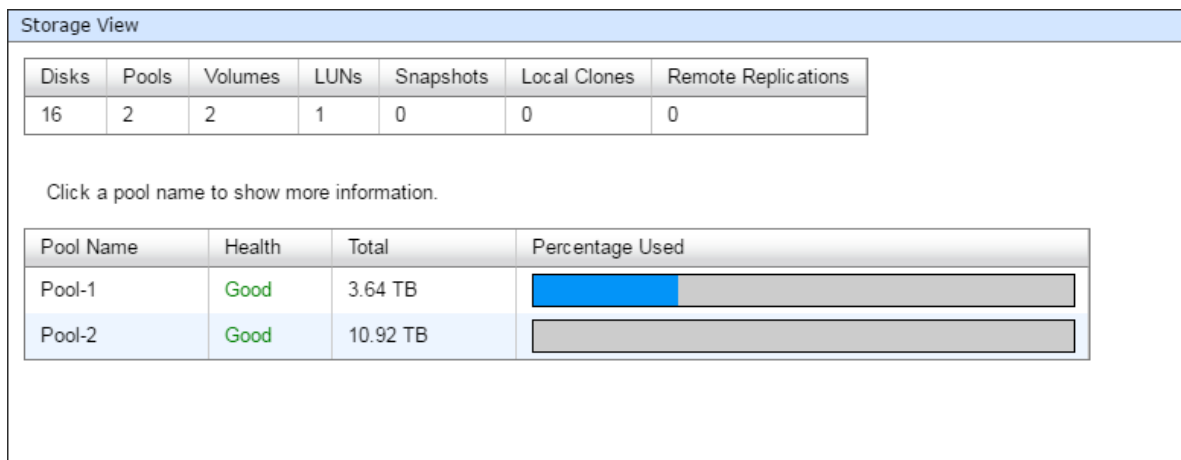 Storage View
Disks Pools Volumes LUNs Snapshots Local Clones Remote Replications
16 2 2 1 0 0 0
Click a pool name to show more information.
Pool Name Health Total Percentage Used
Pool-1 Good 3.64 TB
Pool-2 Good 10.92 TB